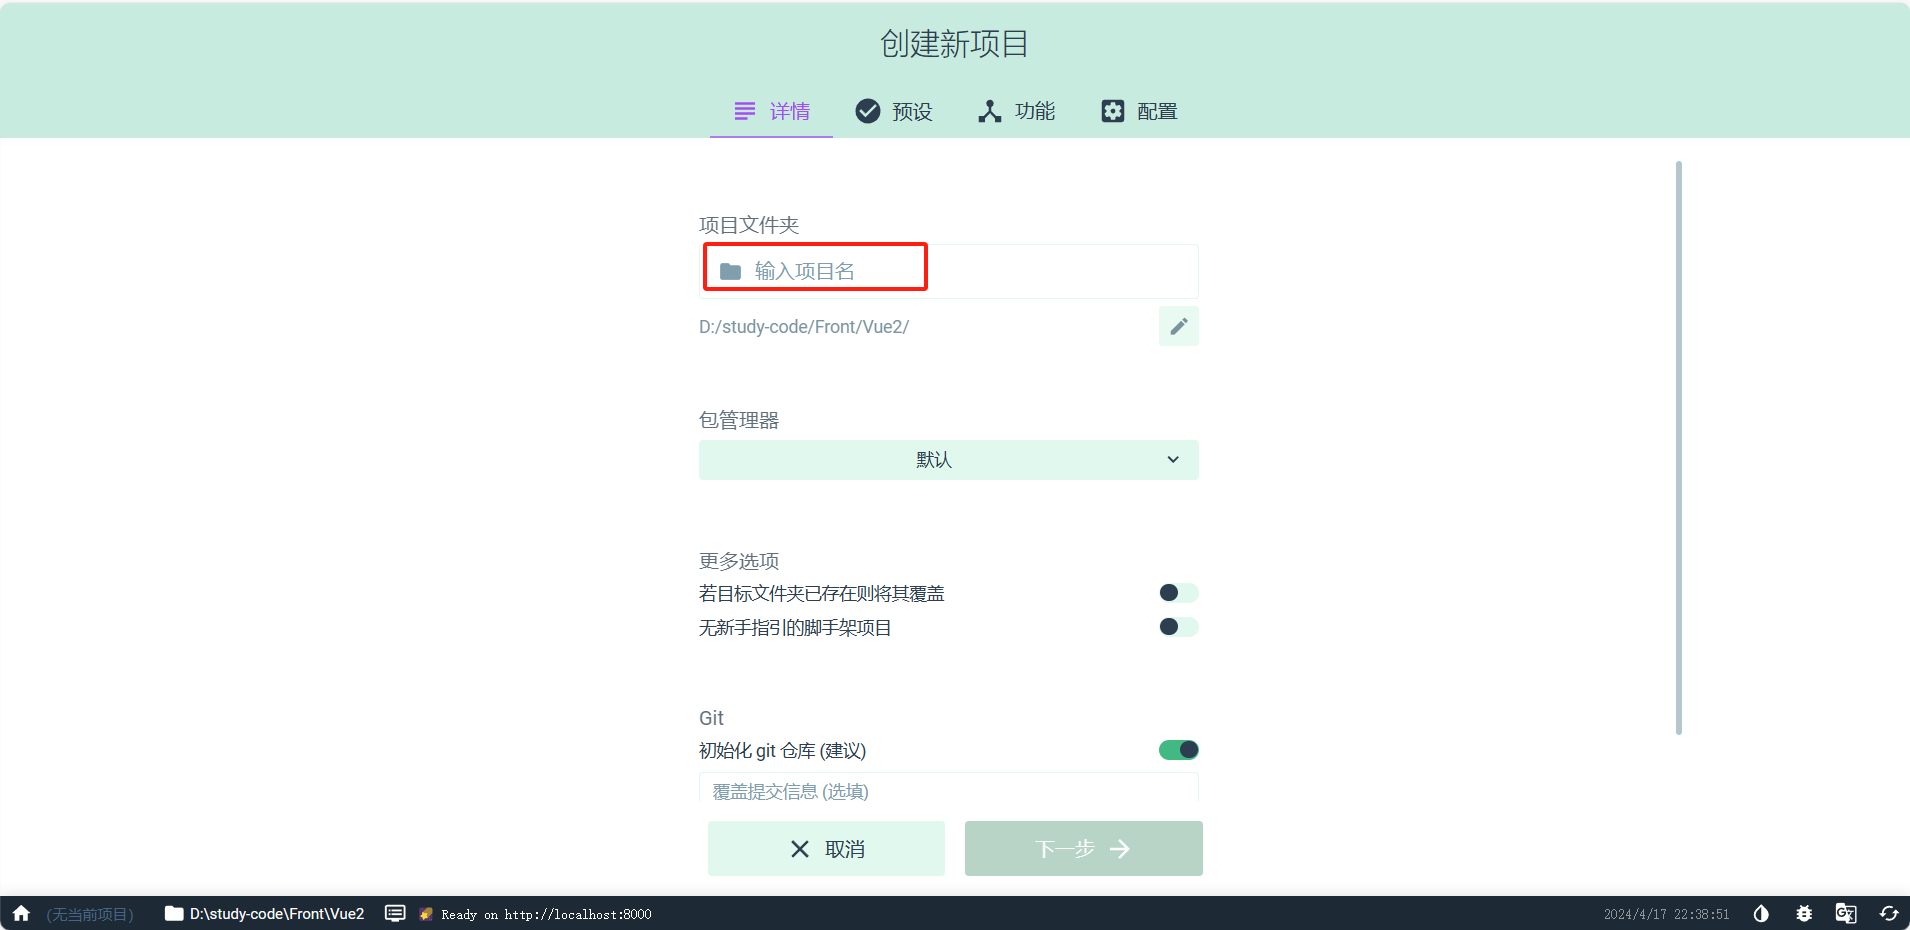 创建新项目
详情 预设 功能 配置
项目文件夹
输入项目名
D:/study-code/Front/Vue2/
包管理器
默认
更多选项
若目标文件夹已存在则将其覆盖
无新手指引的脚手架项目
Git
初始化 git 仓库 (建议)
覆盖提交信息 (选填)
取消 下一步
(无当前项目) D:\study-code\Front\Vue2 Ready on http://localhost:8000 2024/4/17 22:38:51